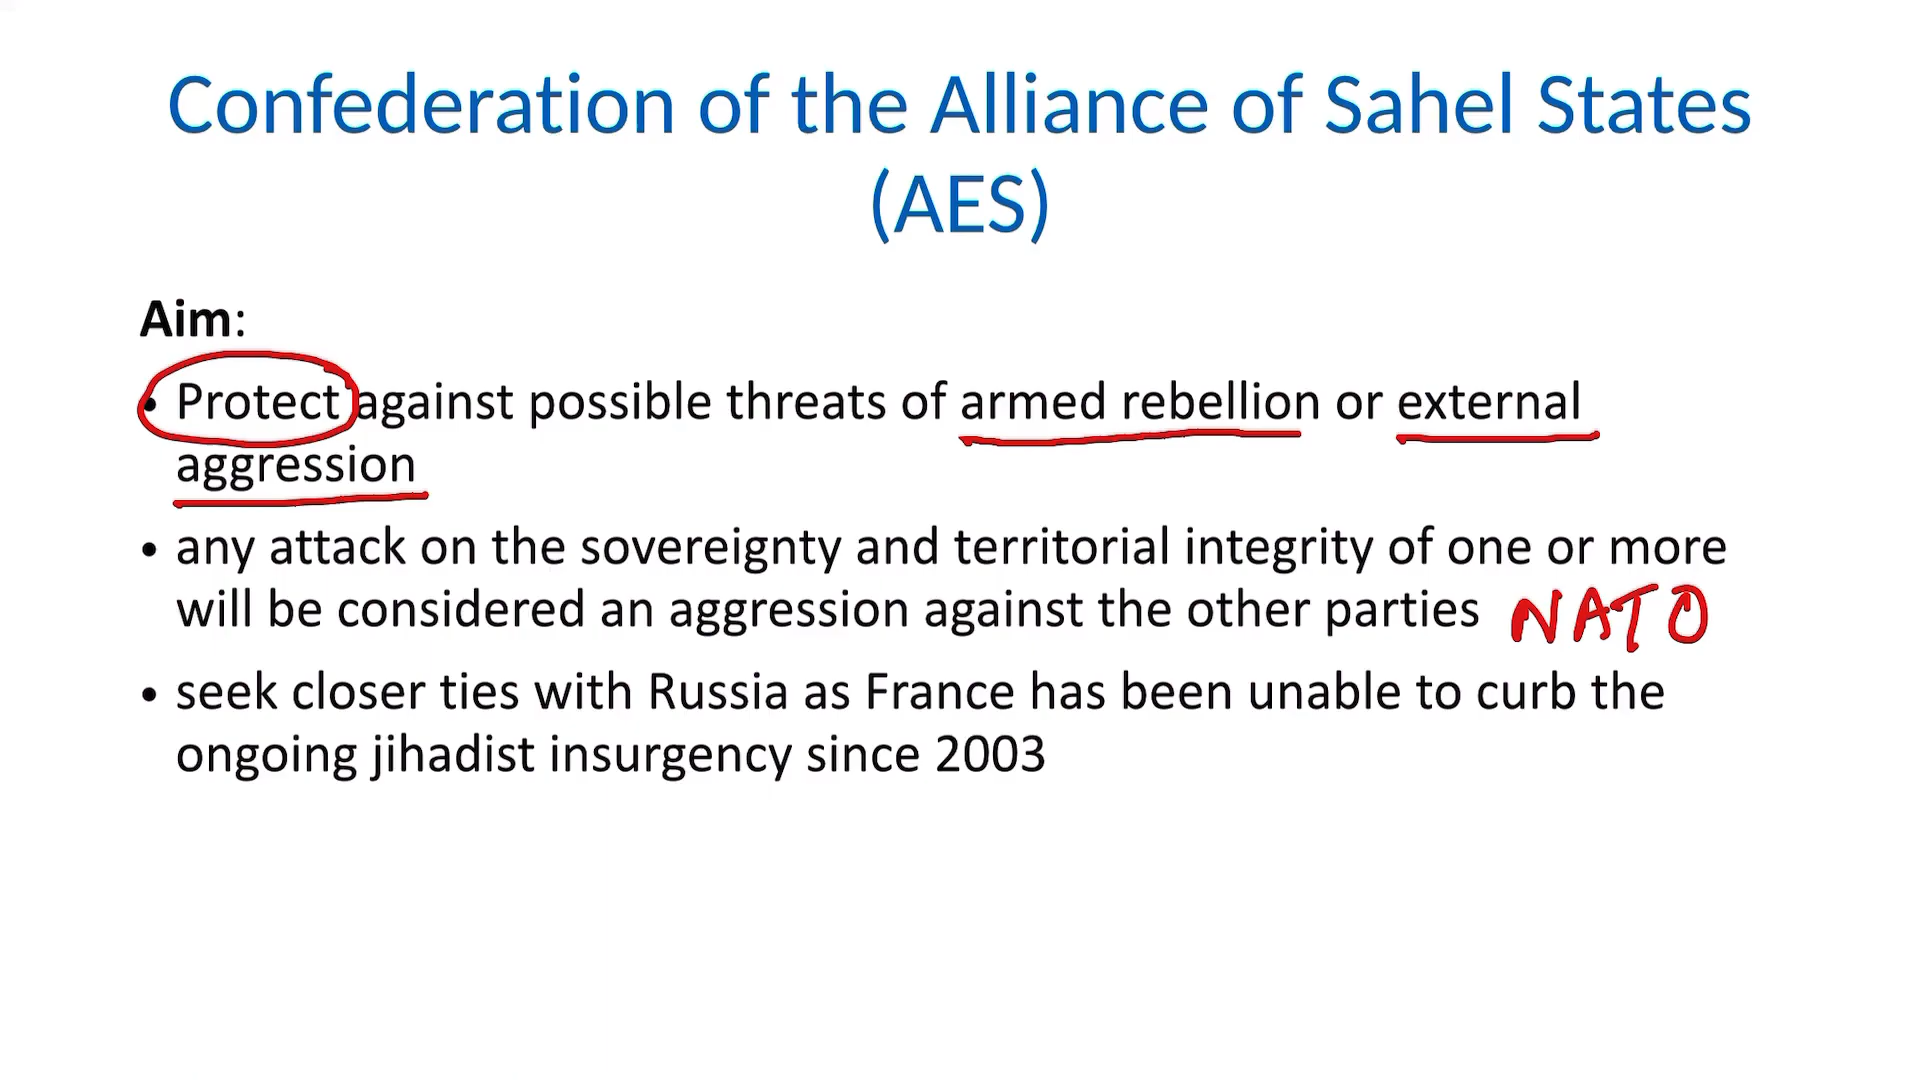 Confederation of the Alliance of Sahel States
(AES)
Aim:
• Protect against possible threats of armed rebellion or external
aggression
• any attack on the sovereignty and territorial integrity of one or more
will be considered an aggression against the other parties NATO
• seek closer ties with Russia as France has been unable to curb the
ongoing jihadist insurgency since 2003